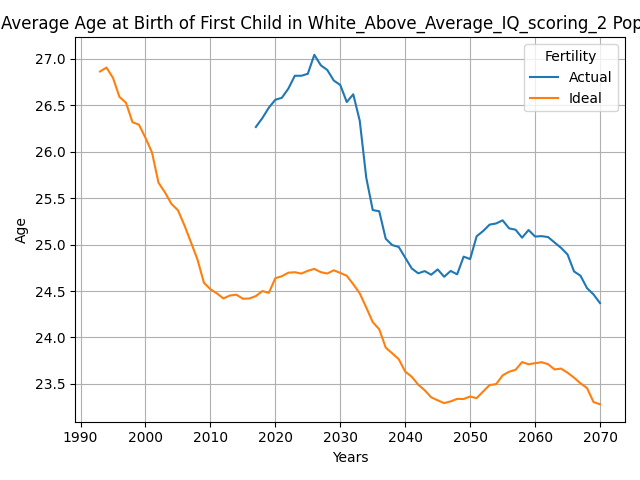 Average Age at Birth of First Child in White_Above_Average_IQ_scoring_2 Pop
Fertility
Actual
Ideal
27.0
26.5
26.0
25.5
25.0
24.5
24.0
23.5
Age
1990 2000 2010 2020 2030 2040 2050 2060 2070
Years